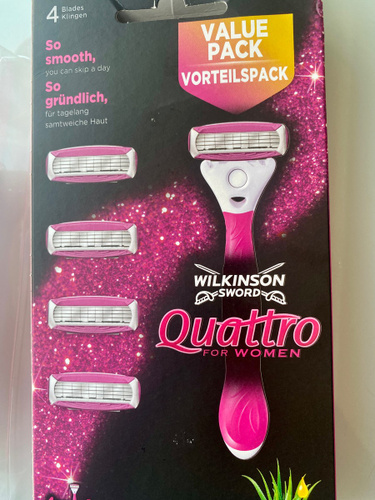 4 Blades
Klingen
So
smooth,
you can skip a day
So
gründlich,
für tagelang
samtweiche Haut
VALUE
PACK
VORTEILSPACK
WILKINSON
SWORD
Quattro
FOR WOMEN